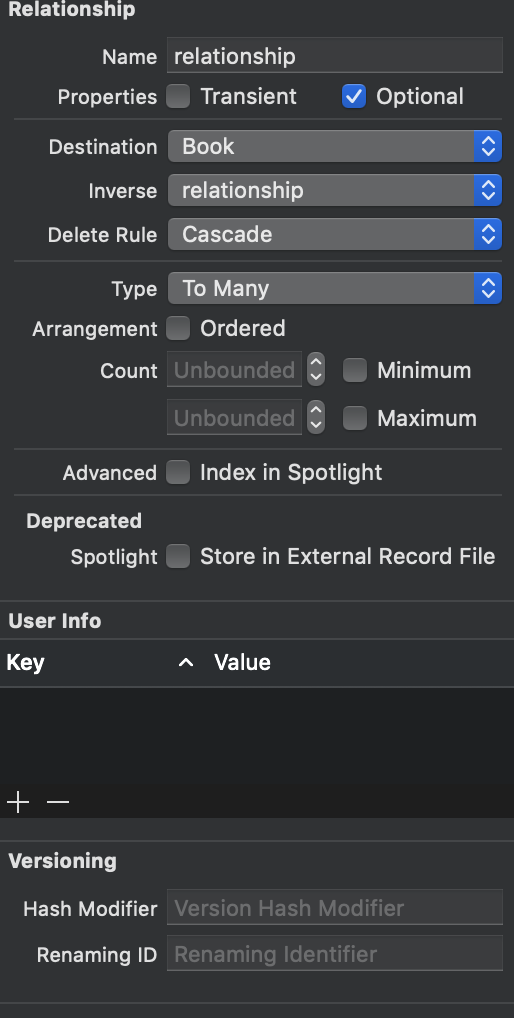 Relationship
Name relationship
Properties Transient Optional
Destination Book
Inverse relationship
Delete Rule Cascade
Type To Many
Arrangement Ordered
Count Unbounded Minimum
Unbounded Maximum
Advanced Index in Spotlight
Deprecated
Spotlight Store in External Record File
User Info
Key Value
Versioning
Hash Modifier Version Hash Modifier
Renaming ID Renaming Identifier